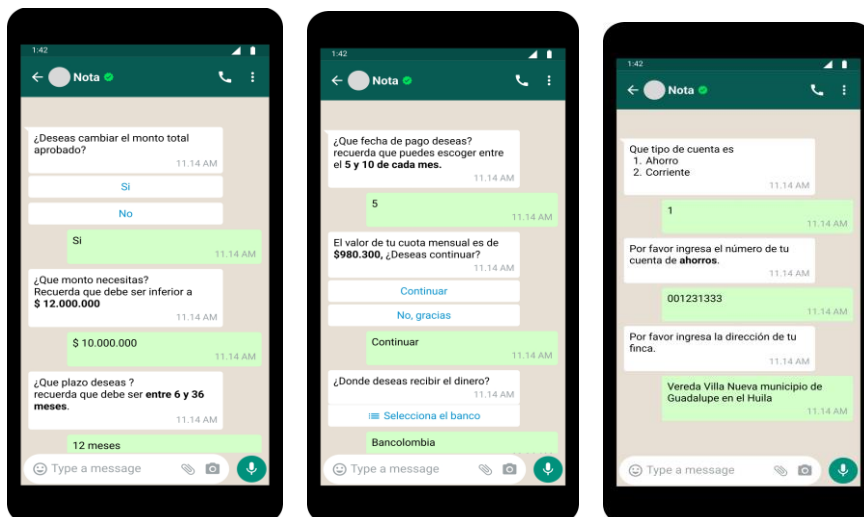 1:42
Nota
¿Deseas cambiar el monto total
aprobado?
11.14 AM
Si
No
Si
11.14 AM
¿Que monto necesitas?
Recuerda que debe ser inferior a
$ 12.000.000
11.14 AM
$ 10.000.000
11.14 AM
¿Que plazo deseas ?
recuerda que debe ser entre 6 y 36
meses.
11.14 AM
12 meses
Type a message
1:42
Nota
¿Que fecha de pago deseas?
recuerda que puedes escoger entre
el 5 y 10 de cada mes.
11.14 AM
5
11.14 AM
El valor de tu cuota mensual es de
$980.300, ¿Deseas continuar?
11.14 AM
Continuar
No, gracias
Continuar
11.14 AM
¿Donde deseas recibir el dinero?
11.14 AM
Selecciona el banco
Bancolombia
Type a message
1:42
Nota
Que tipo de cuenta es
1. Ahorro
2. Corriente
11.14 AM
1
11.14 AM
Por favor ingresa el número de tu
cuenta de ahorros.
11.14 AM
001231333
11.14 AM
Por favor ingresa la dirección de tu
finca.
11.14 AM
Vereda Villa Nueva municipio de
Guadalupe en el Huila
11.14 AM
Type a message